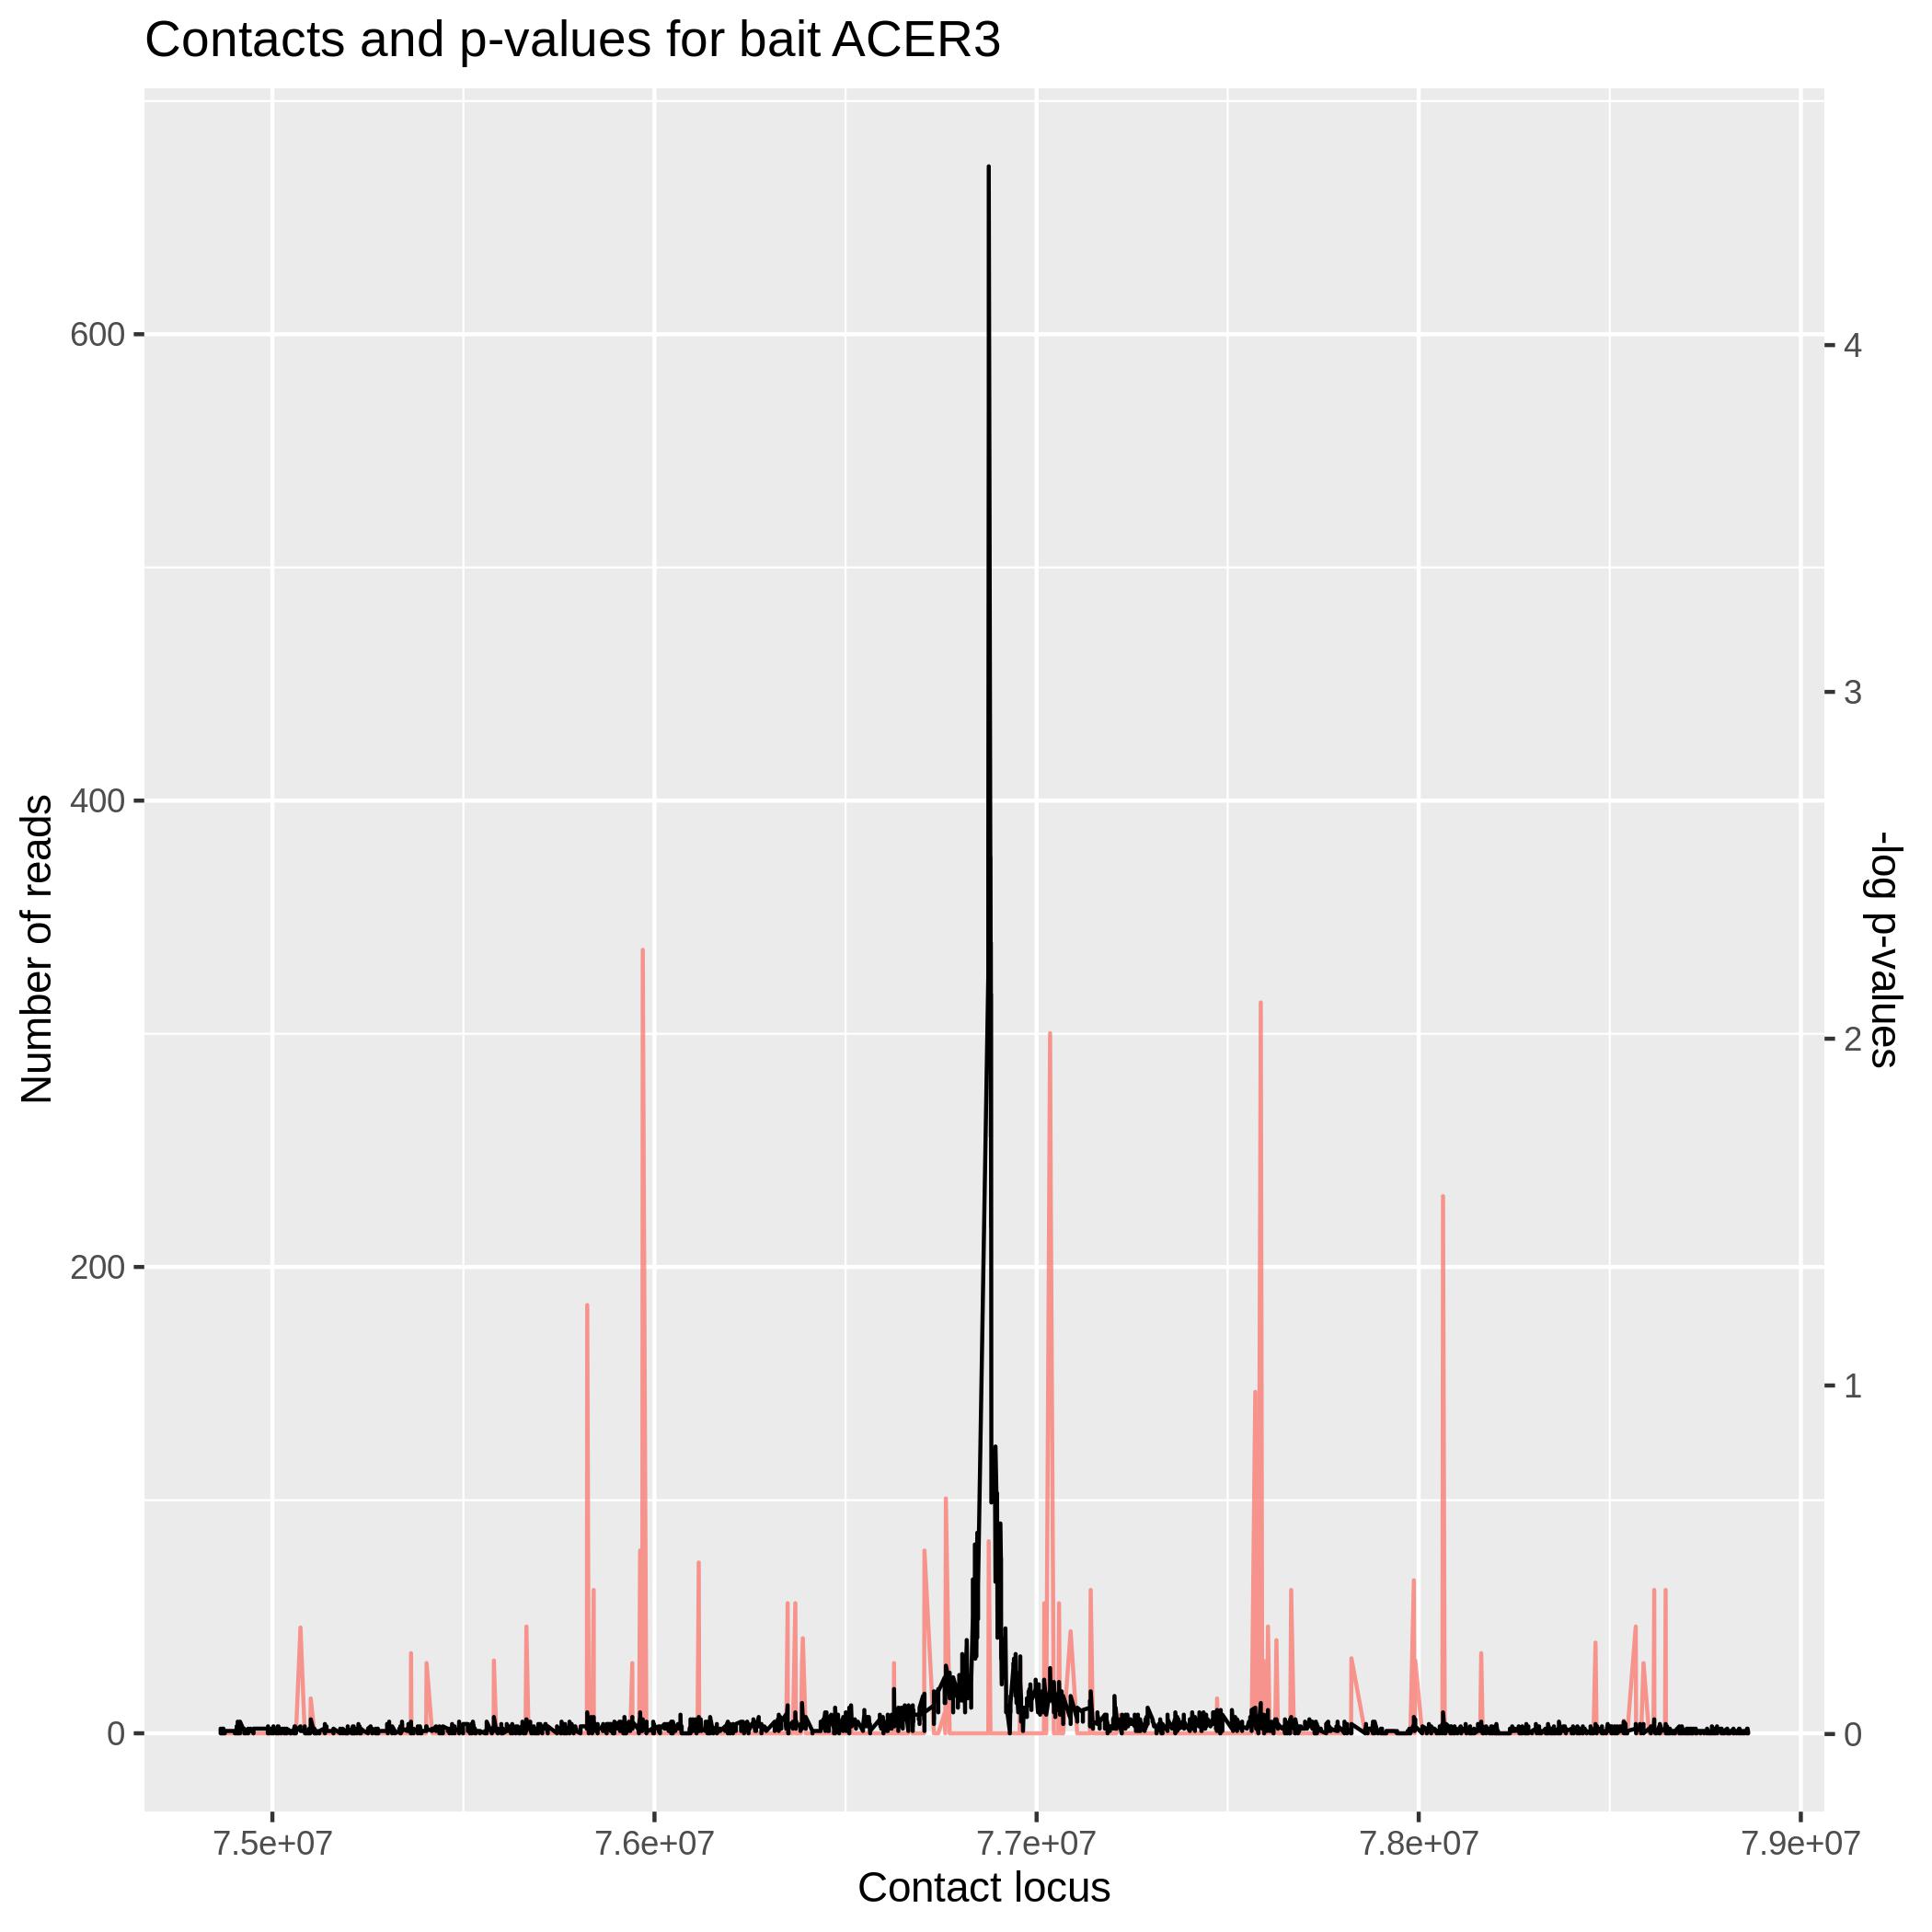 Contacts and p-values for bait ACER3
Number of reads
600
400
200
0
4
3
2
1
0
-log p-values
7.5e+07
7.6e+07
7.7e+07
7.8e+07
7.9e+07
Contact locus